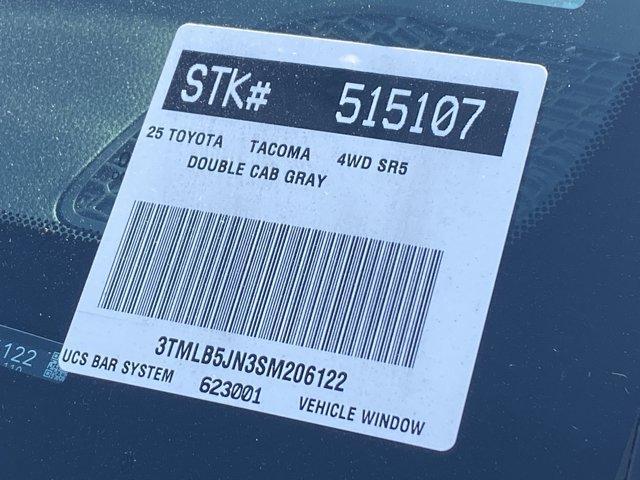 STK# 515107
25 TOYOTA TACOMA 4WD SR5
DOUBLE CAB GRAY
3TMLB5JN3SM206122
UCS BAR SYSTEM 623001 VEHICLE WINDOW
122